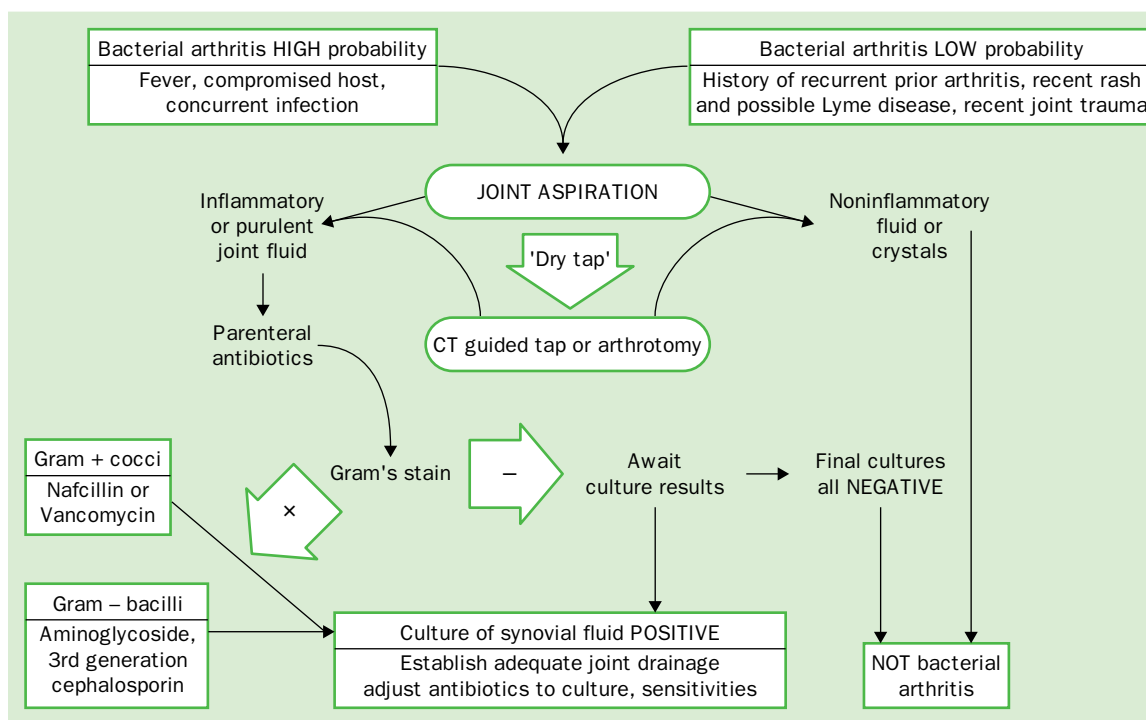 Bacterial arthritis HIGH probability
Fever, compromised host,
concurrent infection
Bacterial arthritis LOW probability
History of recurrent prior arthritis, recent rash
and possible Lyme disease, recent joint trauma
JOINT ASPIRATION
Inflammatory
or purulent
joint fluid
Noninflammatory
fluid or
crystals
'Dry tap'
Parenteral
antibiotics
CT guided tap or arthrotomy
Gram + cocci
Nafcillin or
Vancomycin
×
Gram's stain
–
Await
culture results
Final cultures
all NEGATIVE
Gram – bacilli
Aminoglycoside,
3rd generation
cephalosporin
Culture of synovial fluid POSITIVE
Establish adequate joint drainage
adjust antibiotics to culture, sensitivities
NOT bacterial
arthritis